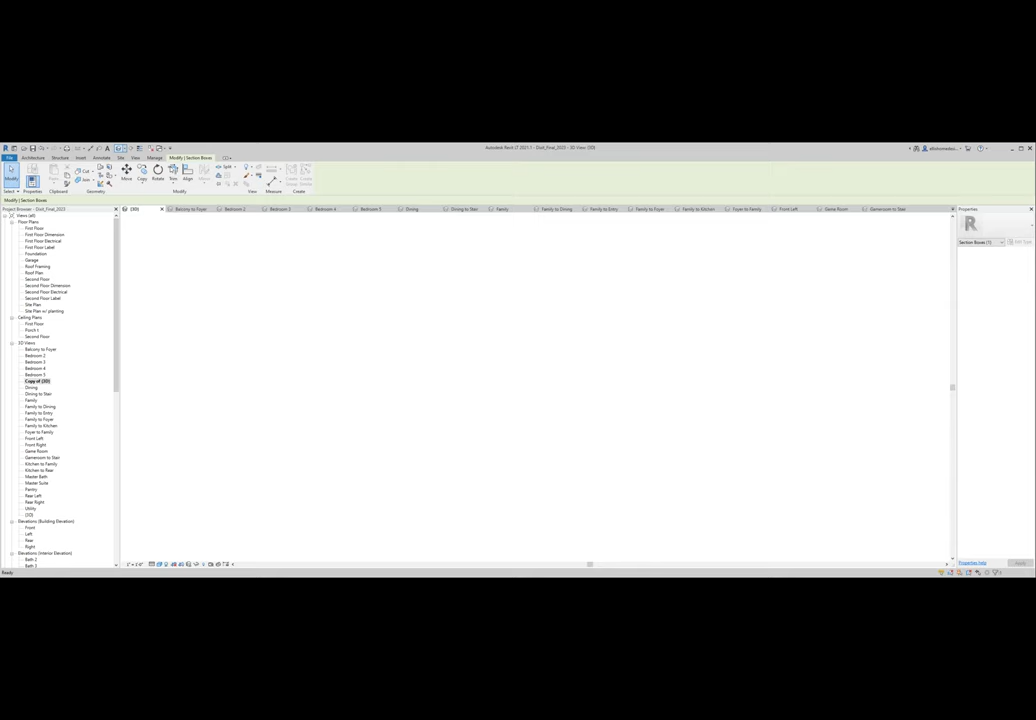 Autodesk Revit LT 2021.1 - Disit_Final_2023 - 3D View: {3D}
File Architecture Structure Insert Annotate Site View Manage Modify | Section Boxes
Modify
Properties
Cut
Join
Move
Copy
Rotate
Trim
Align
Split
Select
Properties
Clipboard
Geometry
Modify
View
Measure
Create
Modify | Section Boxes
Views (all)
Floor Plans
First Floor
First Floor Dimension
First Floor Electrical
First Floor Label
Foundation
Garage
Roof Framing
Roof Plan
Second Floor
Second Floor Dimension
Second Floor Electrical
Second Floor Label
Site Plan
Site Plan w/ planting
Ceiling Plans
First Floor
Porch t
Second Floor
3D Views
Balcony to Foyer
Bedroom 2
Bedroom 3
Bedroom 4
Bedroom 5
Copy of {3D}
Dining
Dining to Stair
Family
Family to Dining
Family to Entry
Family to Foyer
Family to Kitchen
Foyer to Family
Front Left
Front Right
Game Room
Gameroom to Stair
Kitchen to Family
Kitchen to Rear
Master Bath
Master Suite
Pantry
Rear Left
Rear Right
Utility
{3D}
Elevations (Building Elevation)
Front
Left
Rear
Right
Elevations (Interior Elevation)
Bath 2
Bath 3
{3D}
Balcony to Foyer
Bedroom 2
Bedroom 3
Bedroom 4
Bedroom 5
Dining
Dining to Stair
Family
Family to Dining
Family to Entry
Family to Foyer
Family to Kitchen
Foyer to Family
Front Left
Game Room
Gameroom to Stair
Properties
Section Boxes (1)
Edit Type
Properties help
Apply
Ready